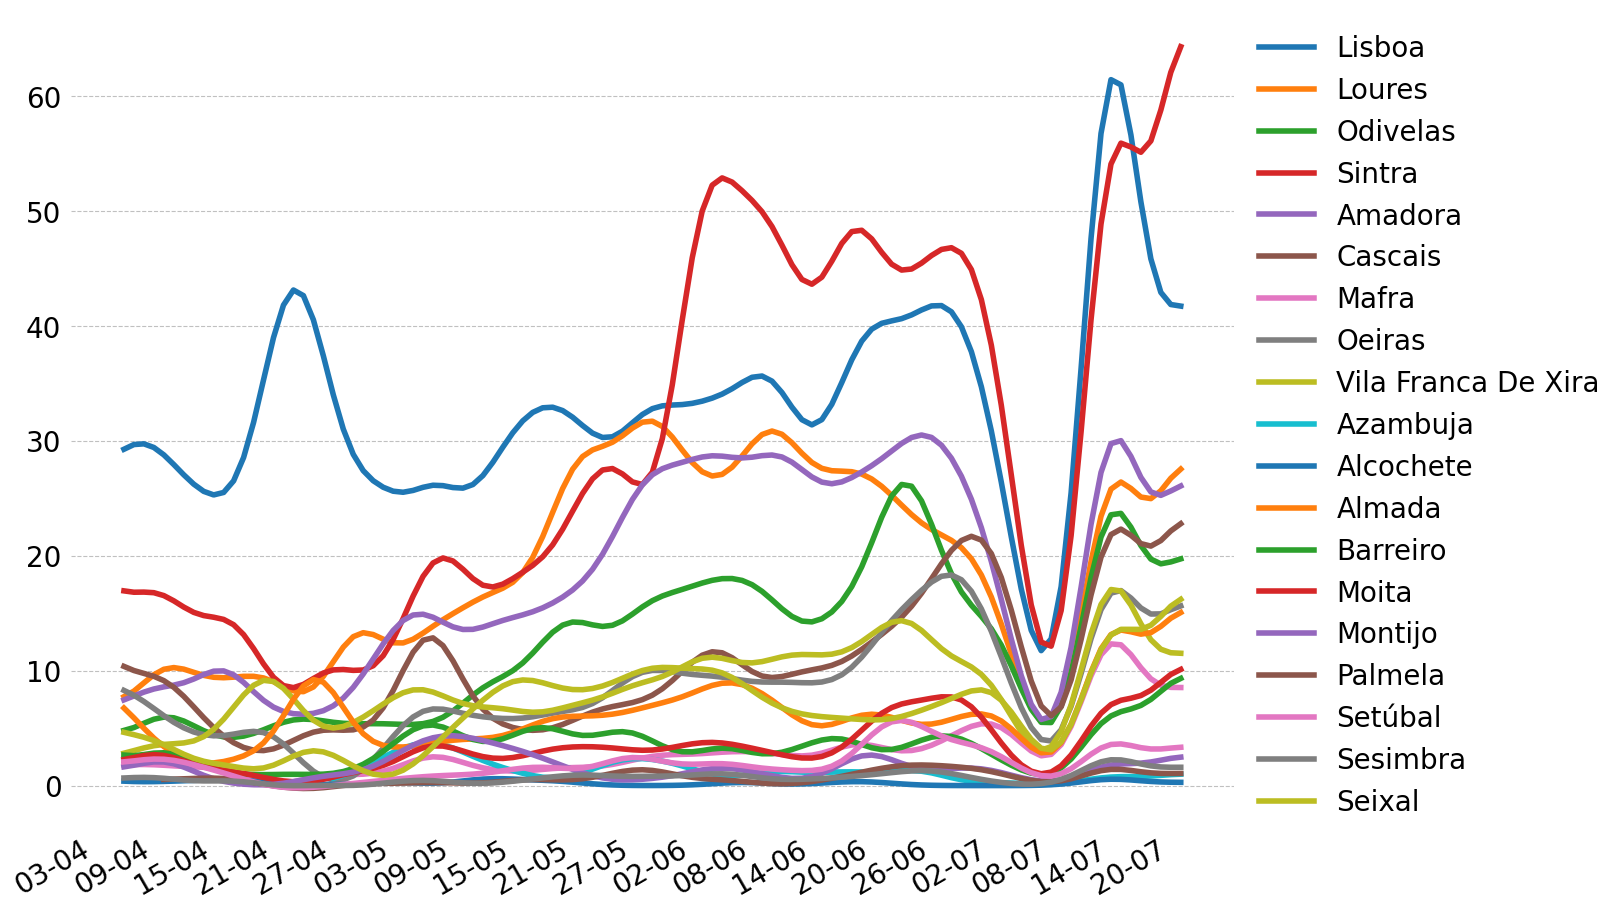 60
50
40
30
20
10
0
03-04
09-04
15-04
21-04
27-04
03-05
09-05
15-05
21-05
27-05
02-06
08-06
14-06
20-06
26-06
02-07
08-07
14-07
20-07
Lisboa
Loures
Odivelas
Sintra
Amadora
Cascais
Mafra
Oeiras
Vila Franca De Xira
Azambuja
Alcochete
Almada
Barreiro
Moita
Montijo
Palmela
Setúbal
Sesimbra
Seixal